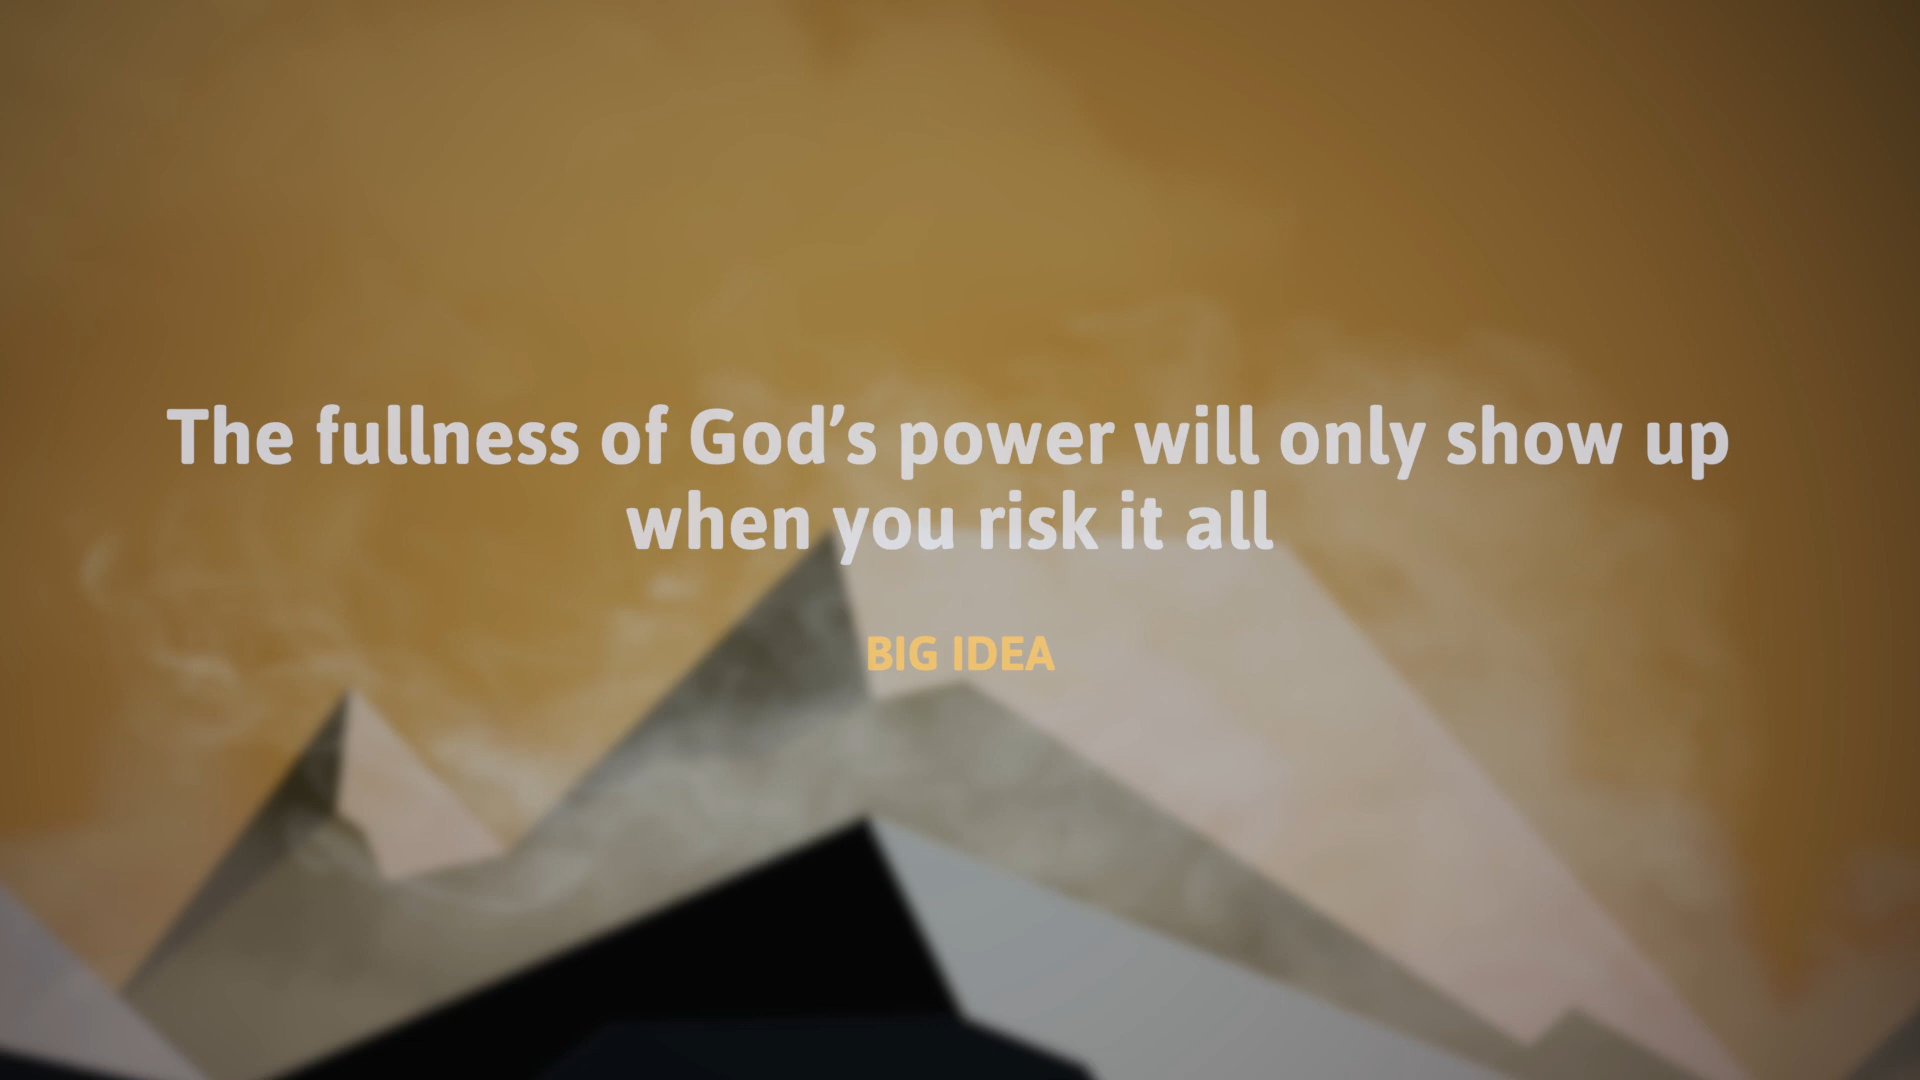 The fullness of God’s power will only show up
when you risk it all
BIG IDEA